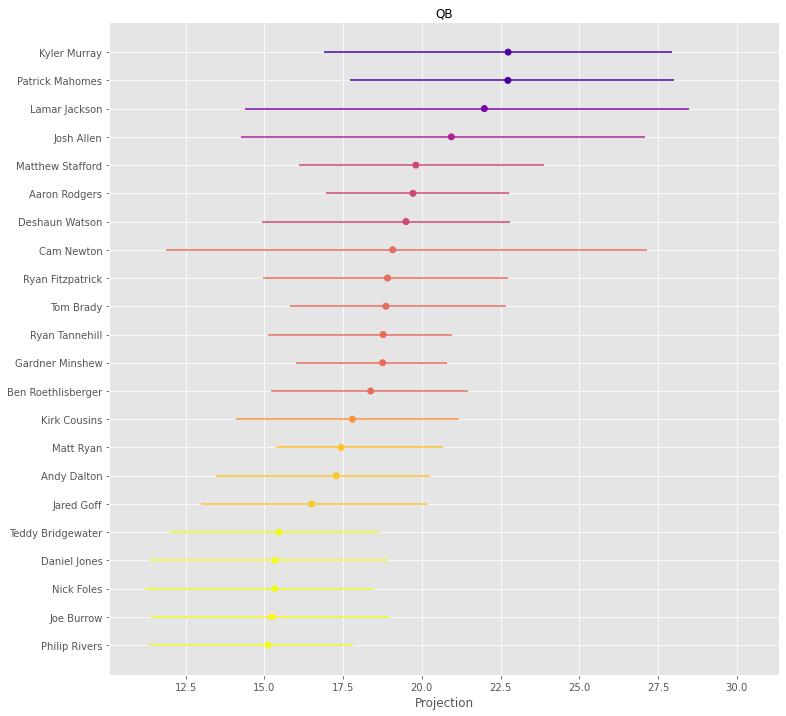 QB
Kyler Murray
Patrick Mahomes
Lamar Jackson
Josh Allen
Matthew Stafford
Aaron Rodgers
Deshaun Watson
Cam Newton
Ryan Fitzpatrick
Tom Brady
Ryan Tannehill
Gardner Minshew
Ben Roethlisberger
Kirk Cousins
Matt Ryan
Andy Dalton
Jared Goff
Teddy Bridgewater
Daniel Jones
Nick Foles
Joe Burrow
Philip Rivers
12.5 15.0 17.5 20.0 22.5 25.0 27.5 30.0
Projection